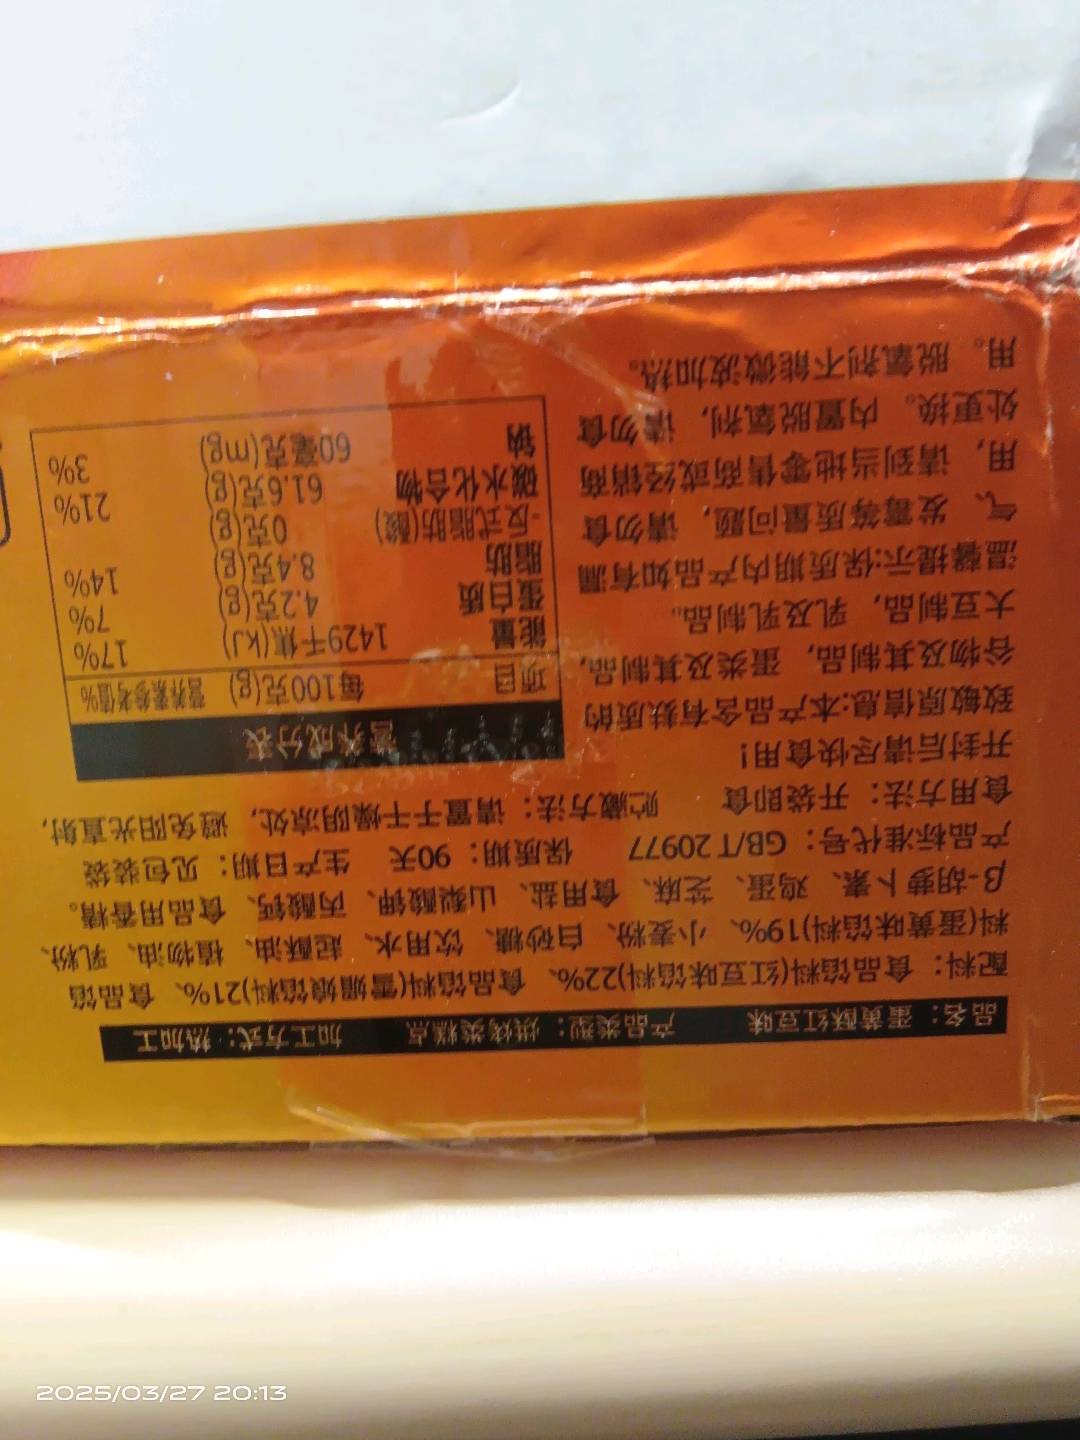 品名：蛋黄酥红豆味 产品类型：烘烤类糕点 加工方式：热加工
配料：食品馅料(红豆味馅料)22%、食品馅料(雪媚娘馅料)21%、食品馅
料(蛋黄味馅料)19%、小麦粉、白砂糖、饮用水、起酥油、植物油、乳粉、
β-胡萝卜素、鸡蛋、芝麻、食用盐、山梨酸钾、丙酸钙、食品用香精。
产品标准代号：GB/T 20977 保质期：90天 生产日期：见包装袋
食用方法：开袋即食 贮藏方法：请置于干燥阴凉处，避免阳光直射，
开封后请尽快食用！
致敏原信息:本产品含有麸质的
谷物及其制品，蛋类及其制品，
大豆制品，乳及乳制品。
温馨提示:保质期内产品如有漏
气、发霉等质量问题，请勿食
用，请到当地零售商或经销商
处更换。内置脱氧剂，请勿食
用。脱氧剂不能微波加热。
营养成分表
项目 每100克(g) 营养素参考值%
能量 1429千焦(kJ) 17%
蛋白质 4.2克(g) 7%
脂肪 8.4克(g) 14%
-反式脂肪(酸) 0克(g)
碳水化合物 61.6克(g) 21%
钠 60毫克(mg) 3%
2025/03/27 20:13